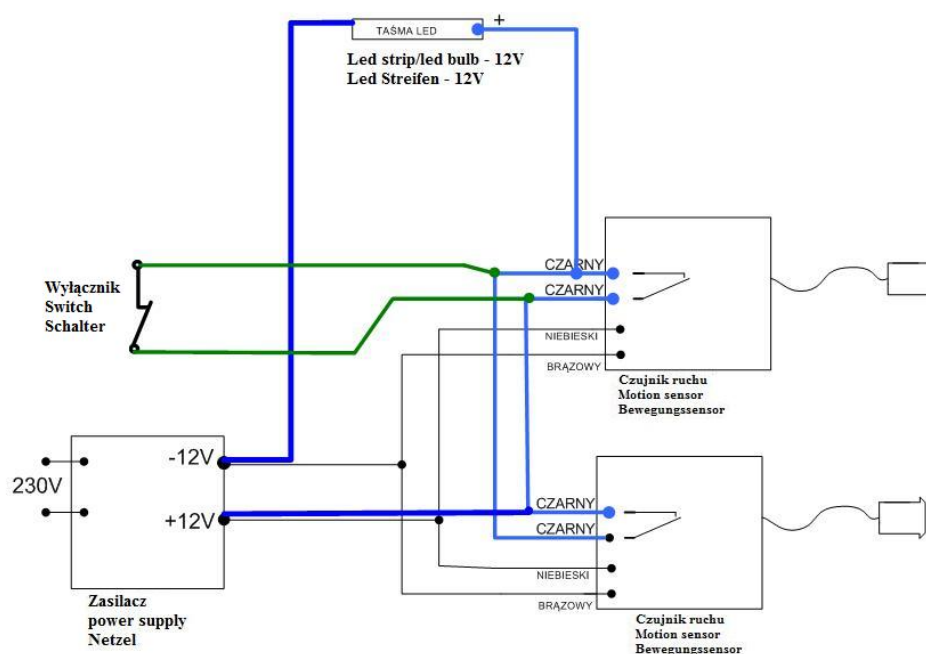 TAŚMA LED
+
Led strip/led bulb - 12V
Led Streifen - 12V
CZARNY
CZARNY
NIEBIESKI
BRĄZOWY
Czujnik ruchu
Motion sensor
Bewegungssensor
Wyłącznik
Switch
Schalter
230V
-12V
+12V
Zasilacz
power supply
Netzel
CZARNY
CZARNY
NIEBIESKI
BRĄZOWY
Czujnik ruchu
Motion sensor
Bewegungssensor